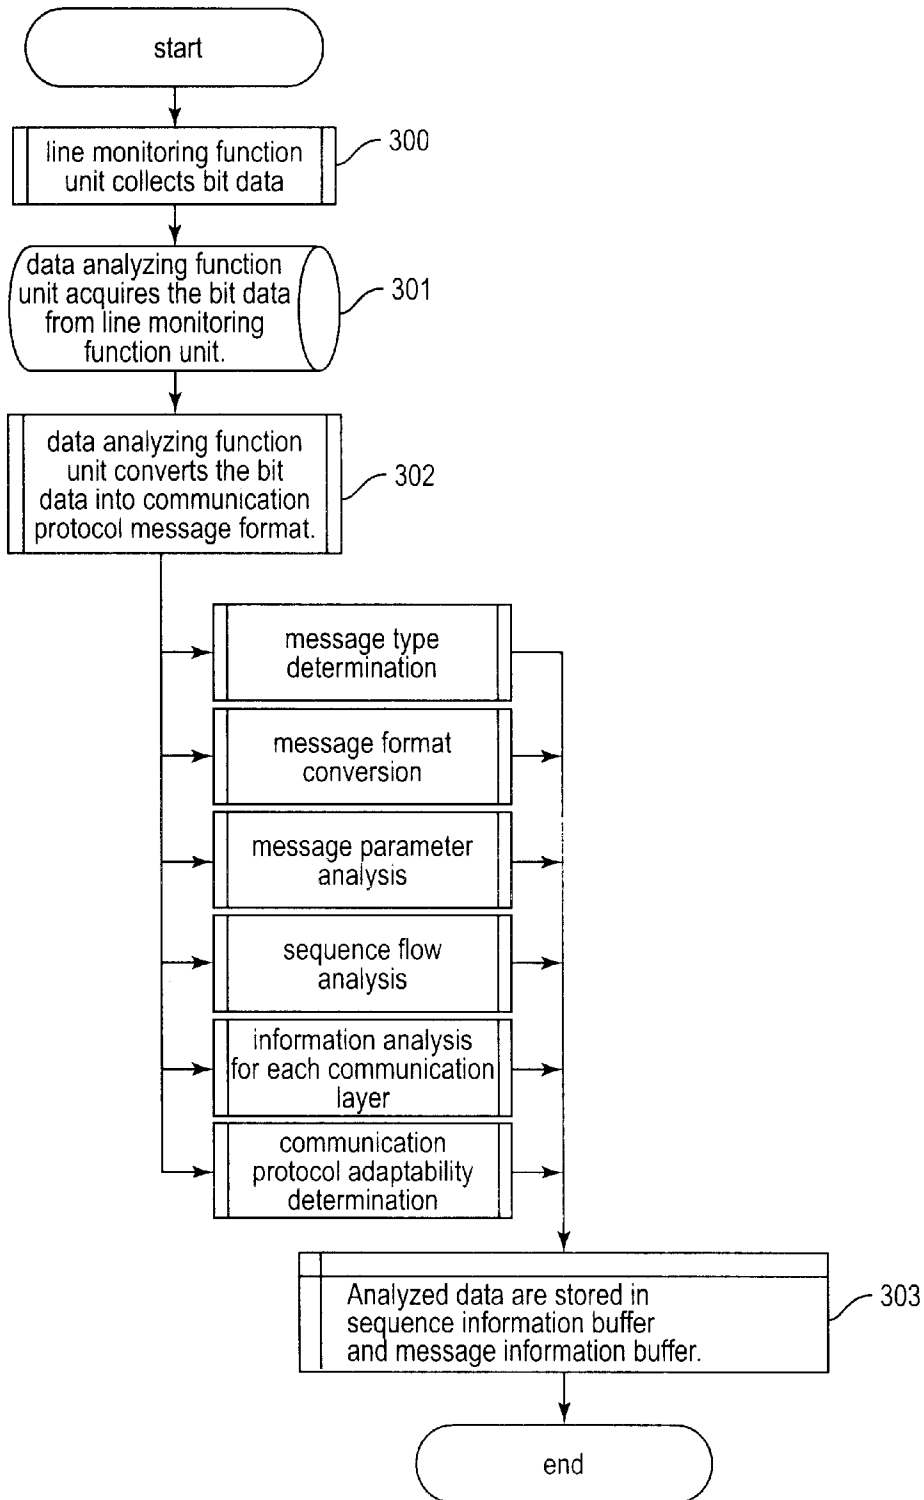 start
line monitoring function
unit collects bit data
300
data analyzing function
unit acquires the bit data
from line monitoring
function unit.
301
data analyzing function
unit converts the bit
data into communication
protocol message format.
302
message type
determination
message format
conversion
message parameter
analysis
sequence flow
analysis
information analysis
for each communication
layer
communication
protocol adaptability
determination
Analyzed data are stored in
sequence information buffer
and message information buffer.
303
end